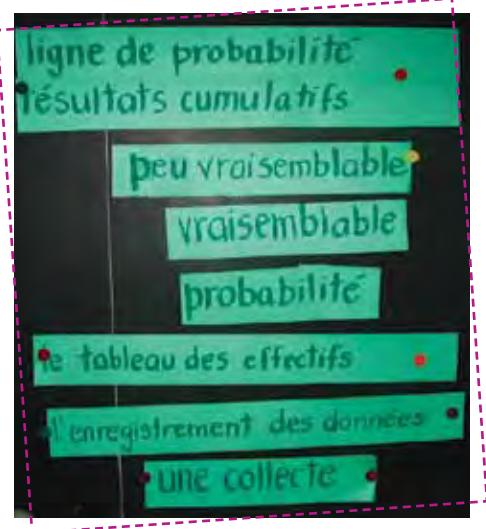 ligne de probabilité
résultats cumulatifs
peu vraisemblable
vraisemblable
probabilité
le tableau des effectifs
l'enregistrement des données
une collecte